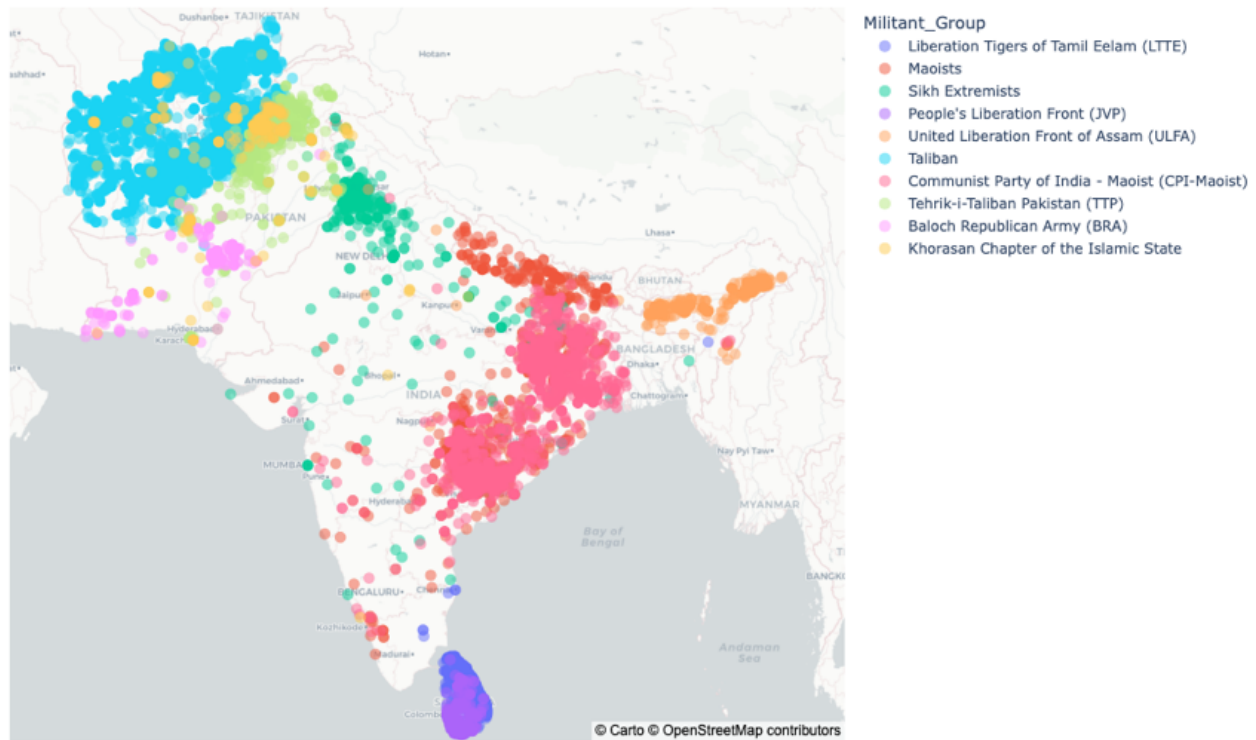 Militant_Group
Liberation Tigers of Tamil Eelam (LTTE)
Maoists
Sikh Extremists
People's Liberation Front (JVP)
United Liberation Front of Assam (ULFA)
Taliban
Communist Party of India - Maoist (CPI-Maoist)
Tehrik-i-Taliban Pakistan (TTP)
Baloch Republican Army (BRA)
Khorasan Chapter of the Islamic State
Dushanbe
TAJIKISTAN
Hotan
PAKISTAN
Lhasa
NEW DELHI
BHUTAN
Jaipur
Kanpur
Hyderabad
BANGLADESH
Dhaka
Ahmedabad
Bhopal
Chattogram
INDIA
Surat
Nay Pyi Taw
MUMBAI
Pune
Hyderabad
MYANMAR
Bay of
Bengal
BENGALURU
Chennai
Kozhikode
Madurai
Andaman
Sea
© Carto © OpenStreetMap contributors